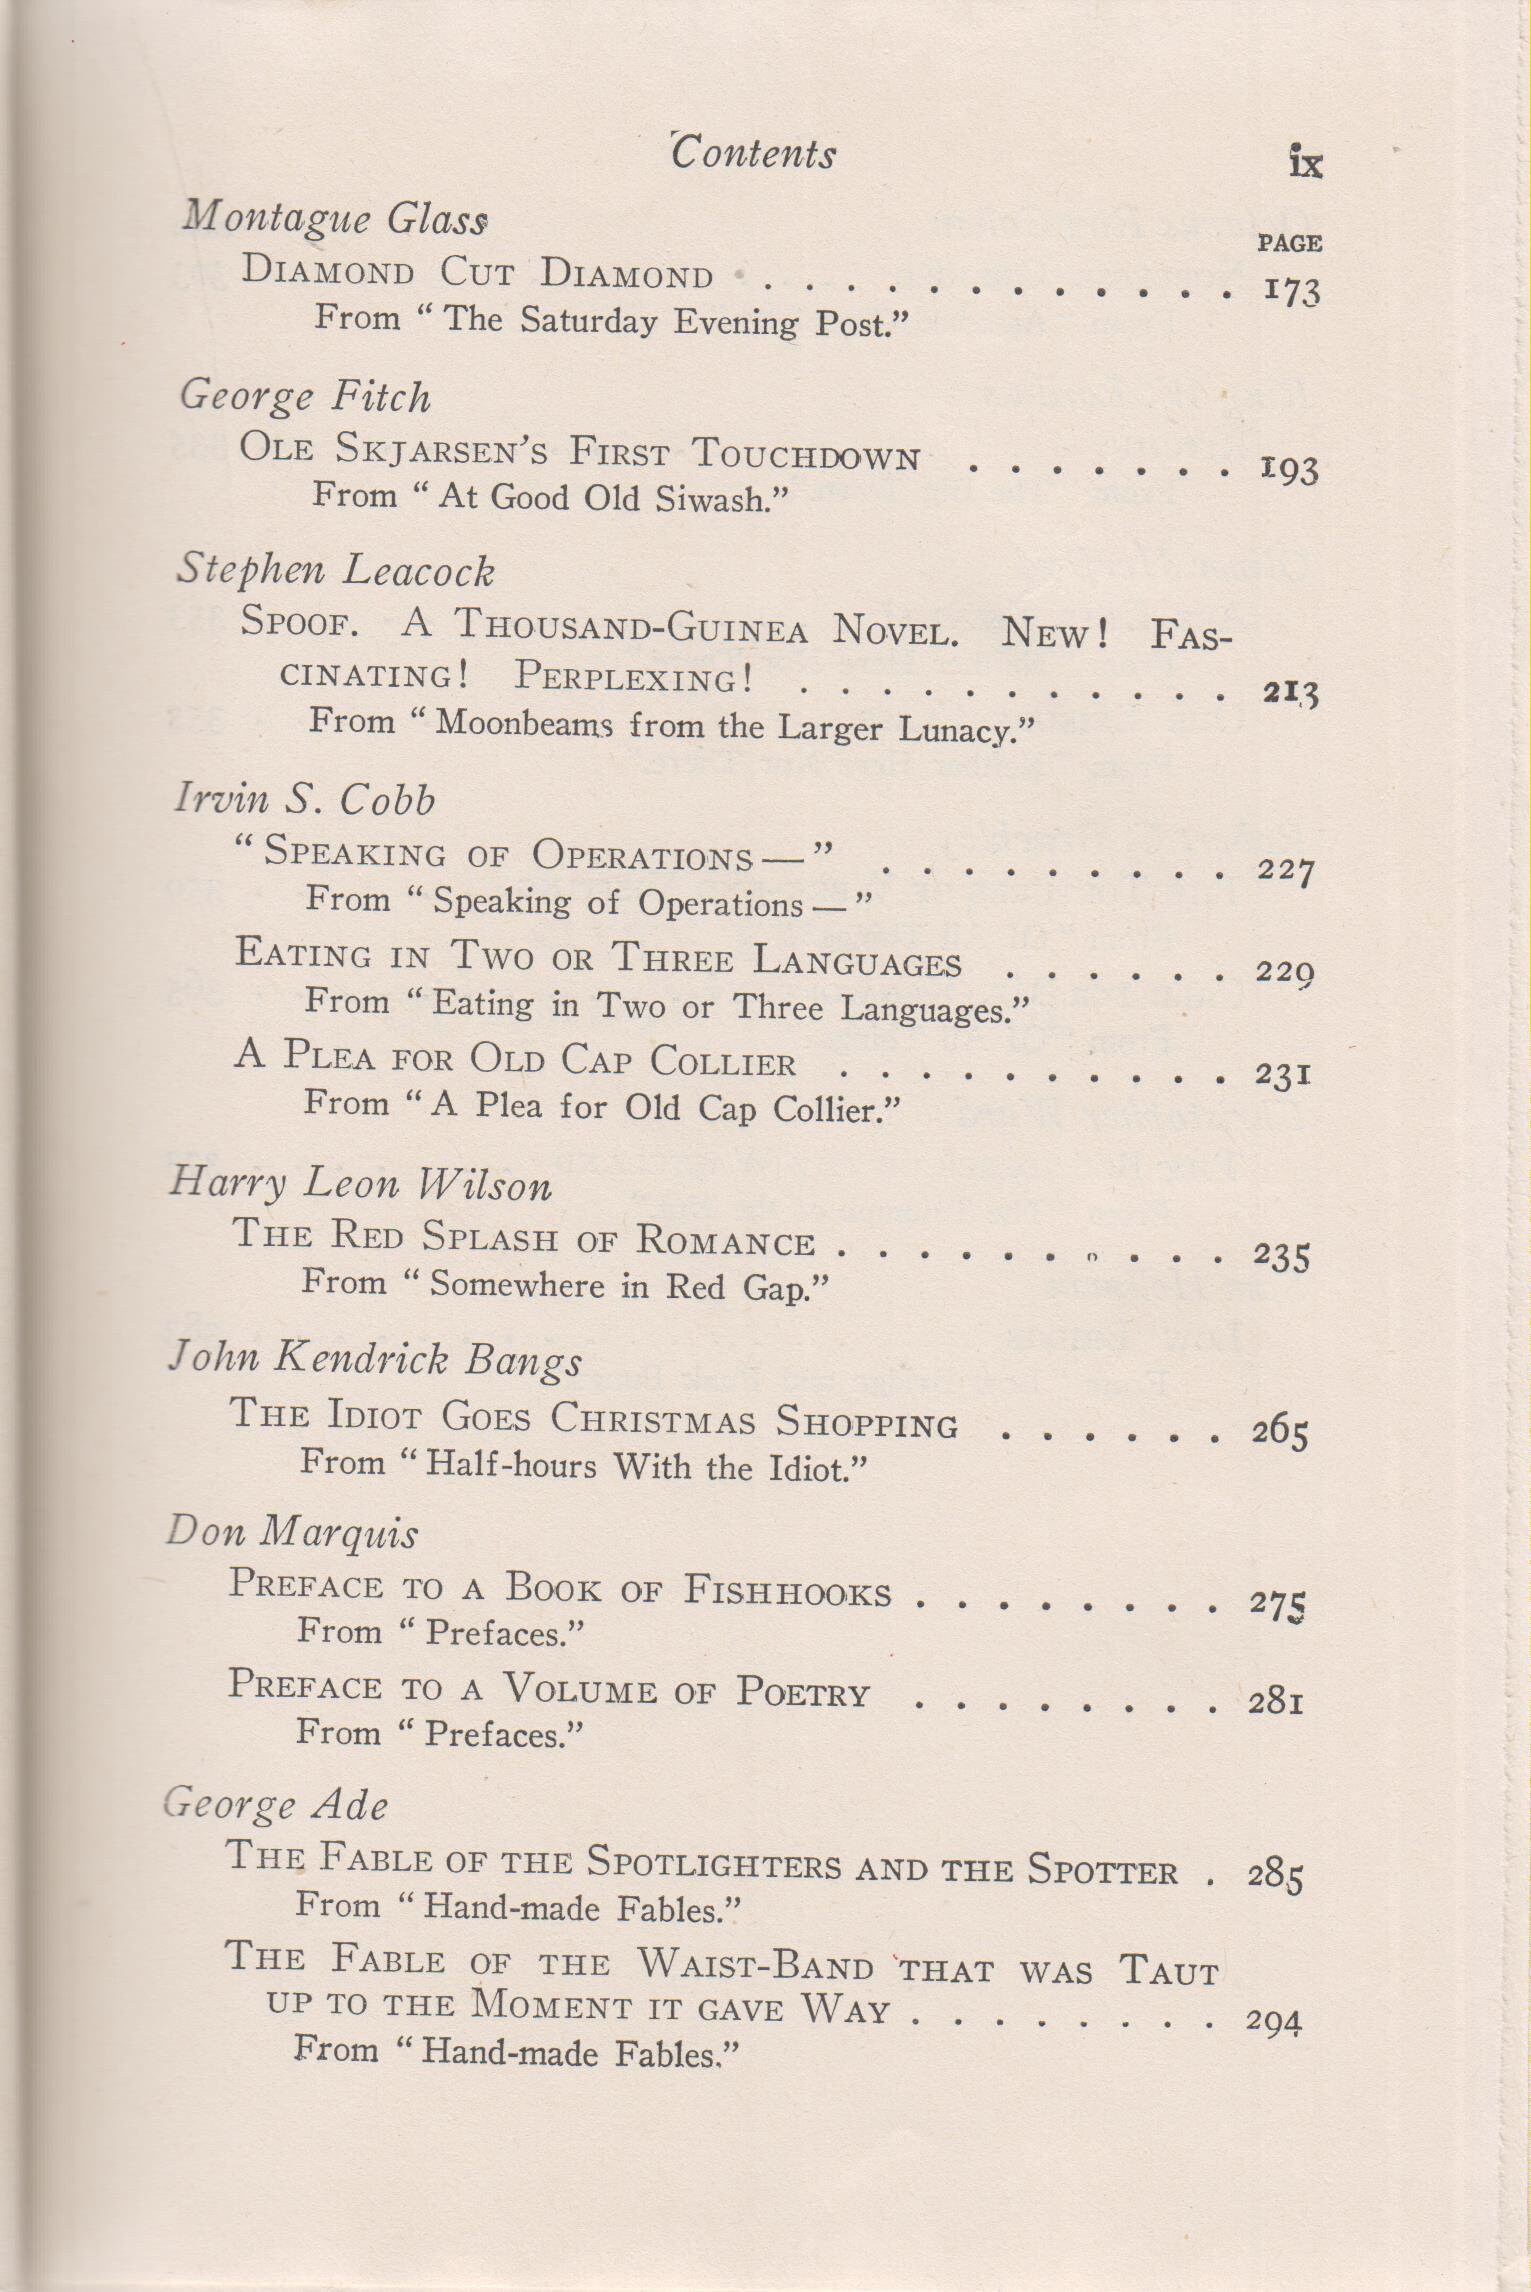 Contents ix
Montague Glass
PAGE
DIAMOND CUT DIAMOND . . . . . . . . . . . . 173
From “The Saturday Evening Post.”
George Fitch
OLE SKJARSEN’S FIRST TOUCHDOWN . . . . . . . 193
From “At Good Old Siwash.”
Stephen Leacock
SPOOF. A THOUSAND-GUINEA NOVEL. NEW! FAS-
CINATING! PERPLEXING! . . . . . . . . . . . 213
From “Moonbeams from the Larger Lunacy.”
Irvin S. Cobb
“SPEAKING OF OPERATIONS—” . . . . . . . . . 227
From “Speaking of Operations—”
EATING IN TWO OR THREE LANGUAGES . . . . . . 229
From “Eating in Two or Three Languages.”
A PLEA FOR OLD CAP COLLIER . . . . . . . . . . 231
From “A Plea for Old Cap Collier.”
Harry Leon Wilson
THE RED SPLASH OF ROMANCE . . . . . . . . . . 235
From “Somewhere in Red Gap.”
John Kendrick Bangs
THE IDIOT GOES CHRISTMAS SHOPPING . . . . . . 265
From “Half-hours With the Idiot.”
Don Marquis
PREFACE TO A BOOK OF FISHHOOKS . . . . . . . . 275
From “Prefaces.”
PREFACE TO A VOLUME OF POETRY . . . . . . . . 281
From “Prefaces.”
George Ade
THE FABLE OF THE SPOTLIGHTERS AND THE SPOTTER . 285
From “Hand-made Fables.”
THE FABLE OF THE WAIST-BAND THAT WAS TAUT
UP TO THE MOMENT IT GAVE WAY . . . . . . . . 294
From “Hand-made Fables.”